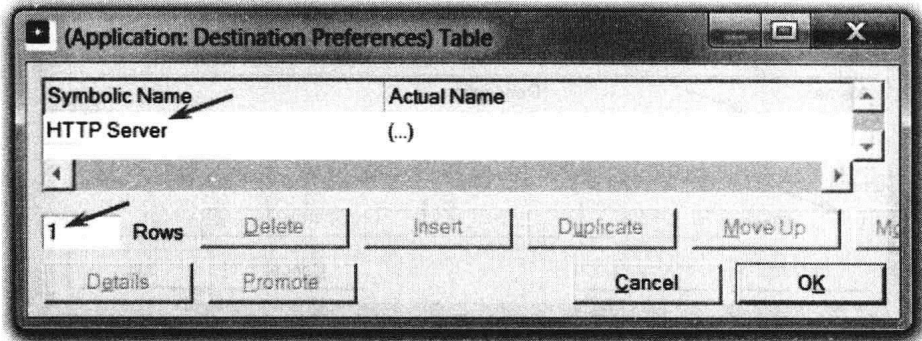 (Application: Destination Preferences) Table
Symbolic Name Actual Name
HTTP Server (...)
1 Rows Delete Insert Duplicate Move Up Mo
Details Promote Cancel OK